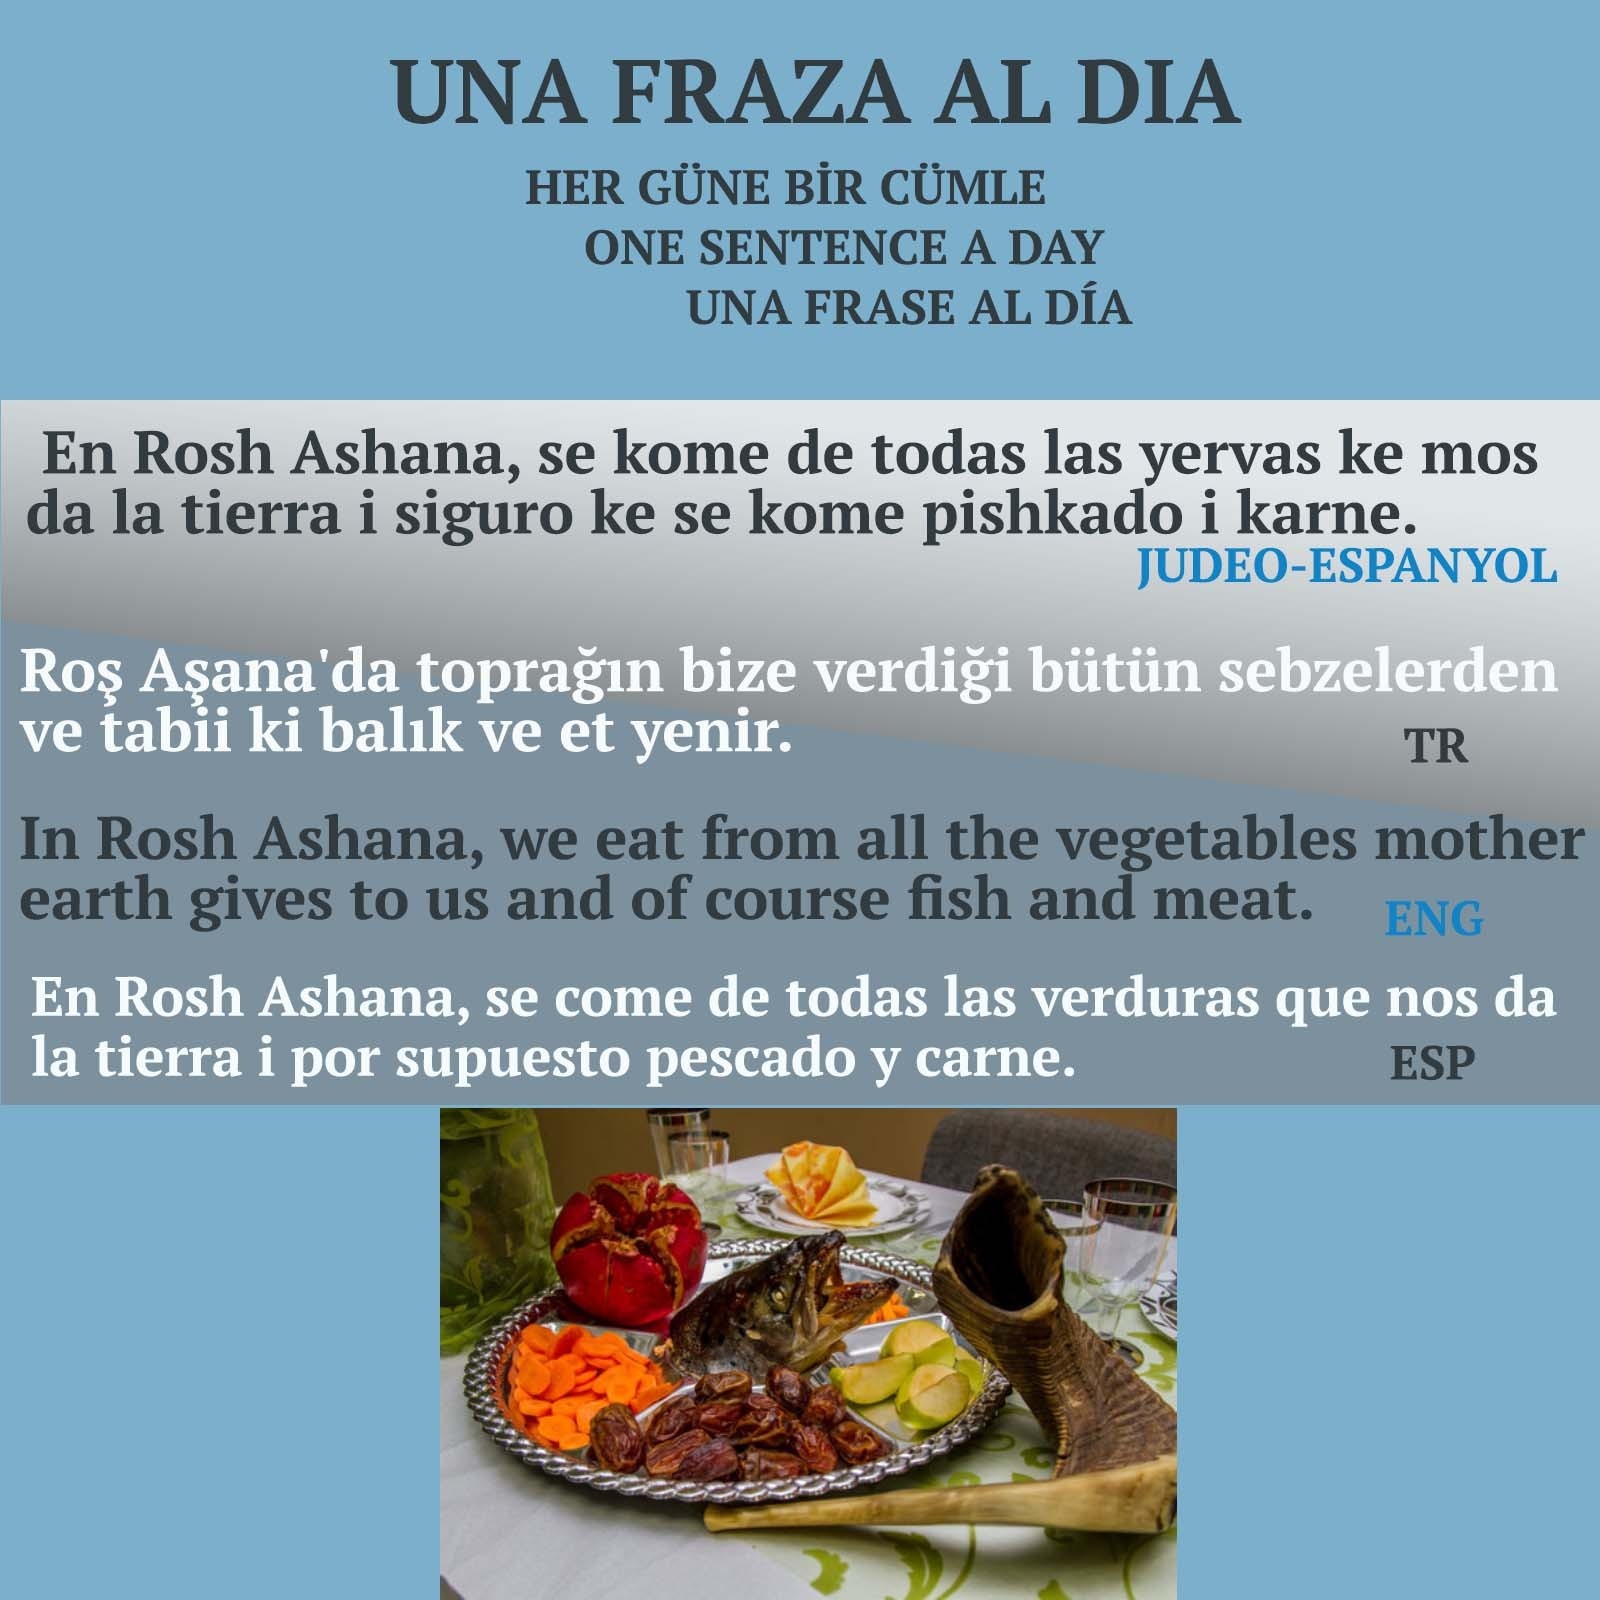 UNA FRAZA AL DIA
HER GÜNE BİR CÜMLE
ONE SENTENCE A DAY
UNA FRASE AL DÍA
En Rosh Ashana, se kome de todas las yervas ke mos
da la tierra i siguro ke se kome pishkado i karne.
JUDEO-ESPANYOL
Roş Aşana'da toprağın bize verdiği bütün sebzelerden
ve tabii ki balık ve et yenir.
TR
In Rosh Ashana, we eat from all the vegetables mother
earth gives to us and of course fish and meat.
ENG
En Rosh Ashana, se come de todas las verduras que nos da
la tierra i por supuesto pescado y carne.
ESP